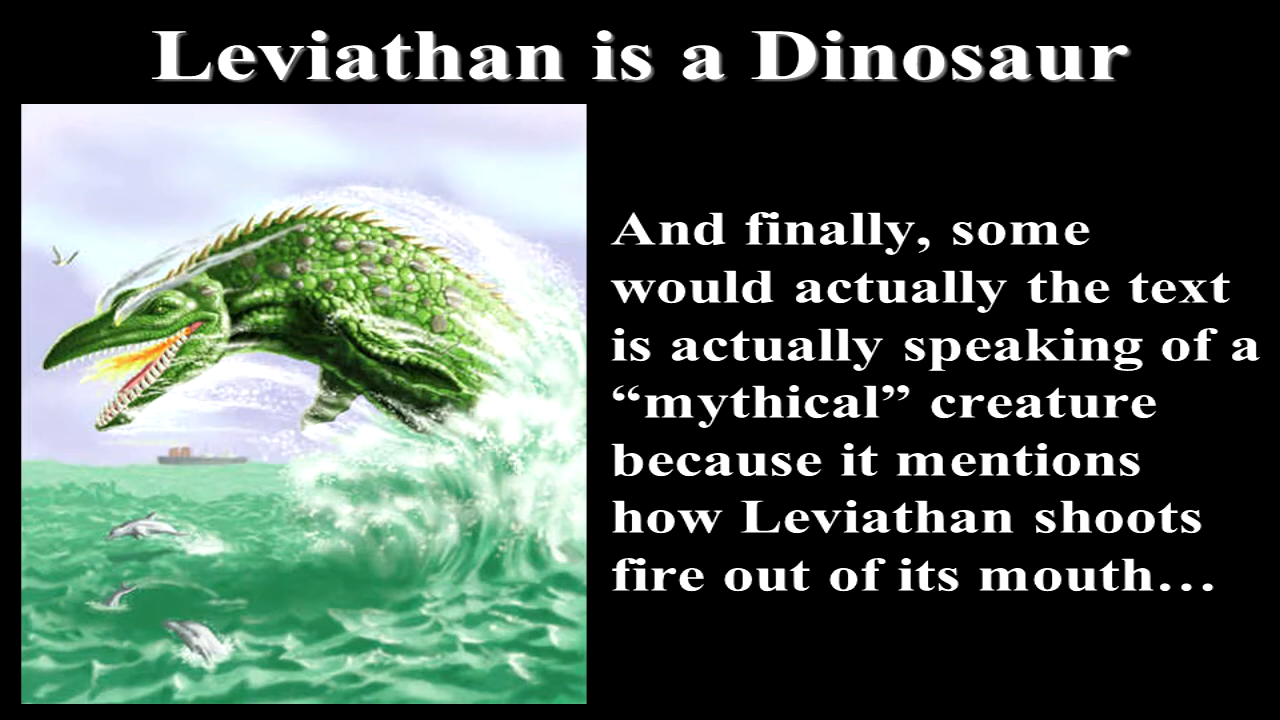 Leviathan is a Dinosaur
And finally, some
would actually the text
is actually speaking of a
“mythical” creature
because it mentions
how Leviathan shoots
fire out of its mouth…